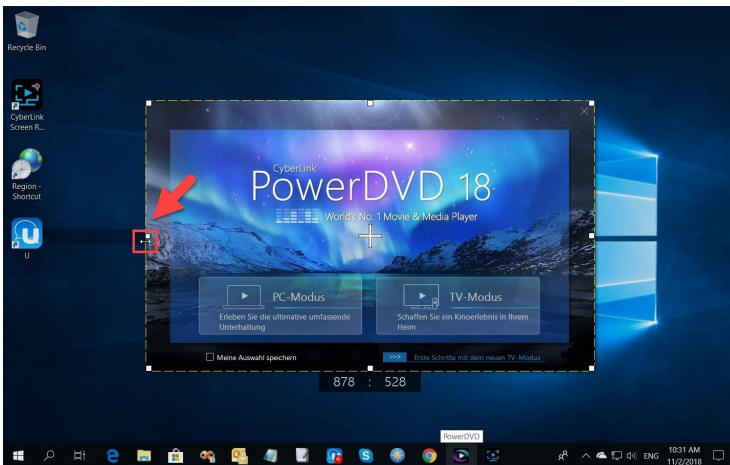 Recycle Bin
CyberLink
Screen R...
Region -
Shortcut
U
CyberLink
PowerDVD 18
World's No. 1 Movie & Media Player
PC-Modus
Erleben Sie die ultimative umfassende
Unterhaltung
TV-Modus
Schaffen Sie ein Kinoerlebnis in Ihrem
Heim
Meine Auswahl speichern
>>> Erste Schritte mit dem neuen TV-Modus
878 : 528
PowerDVD
ENG
10:31 AM
11/2/2018